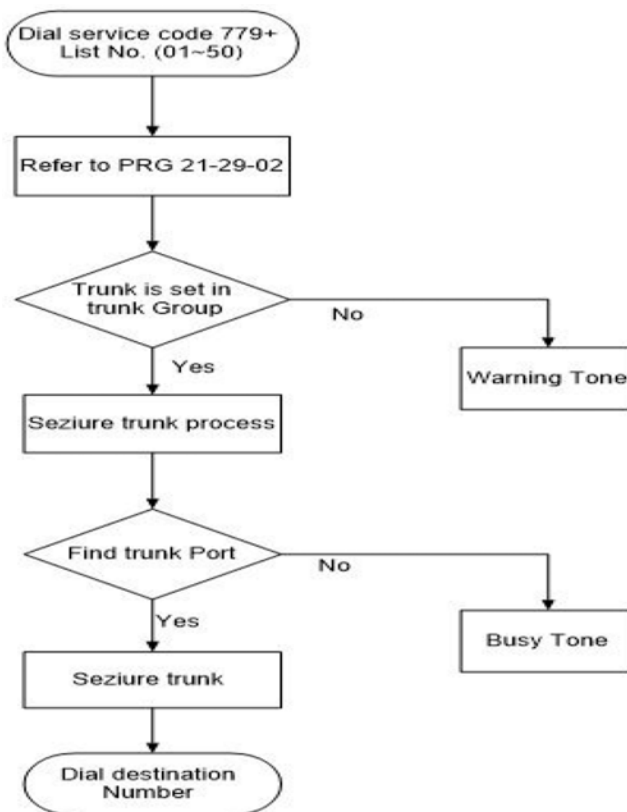 Dial service code 779+
List No. (01~50)
Refer to PRG 21-29-02
Trunk is set in
trunk Group
No
Yes
Warning Tone
Seziure trunk process
Find trunk Port
No
Yes
Busy Tone
Seziure trunk
Dial destination
Number